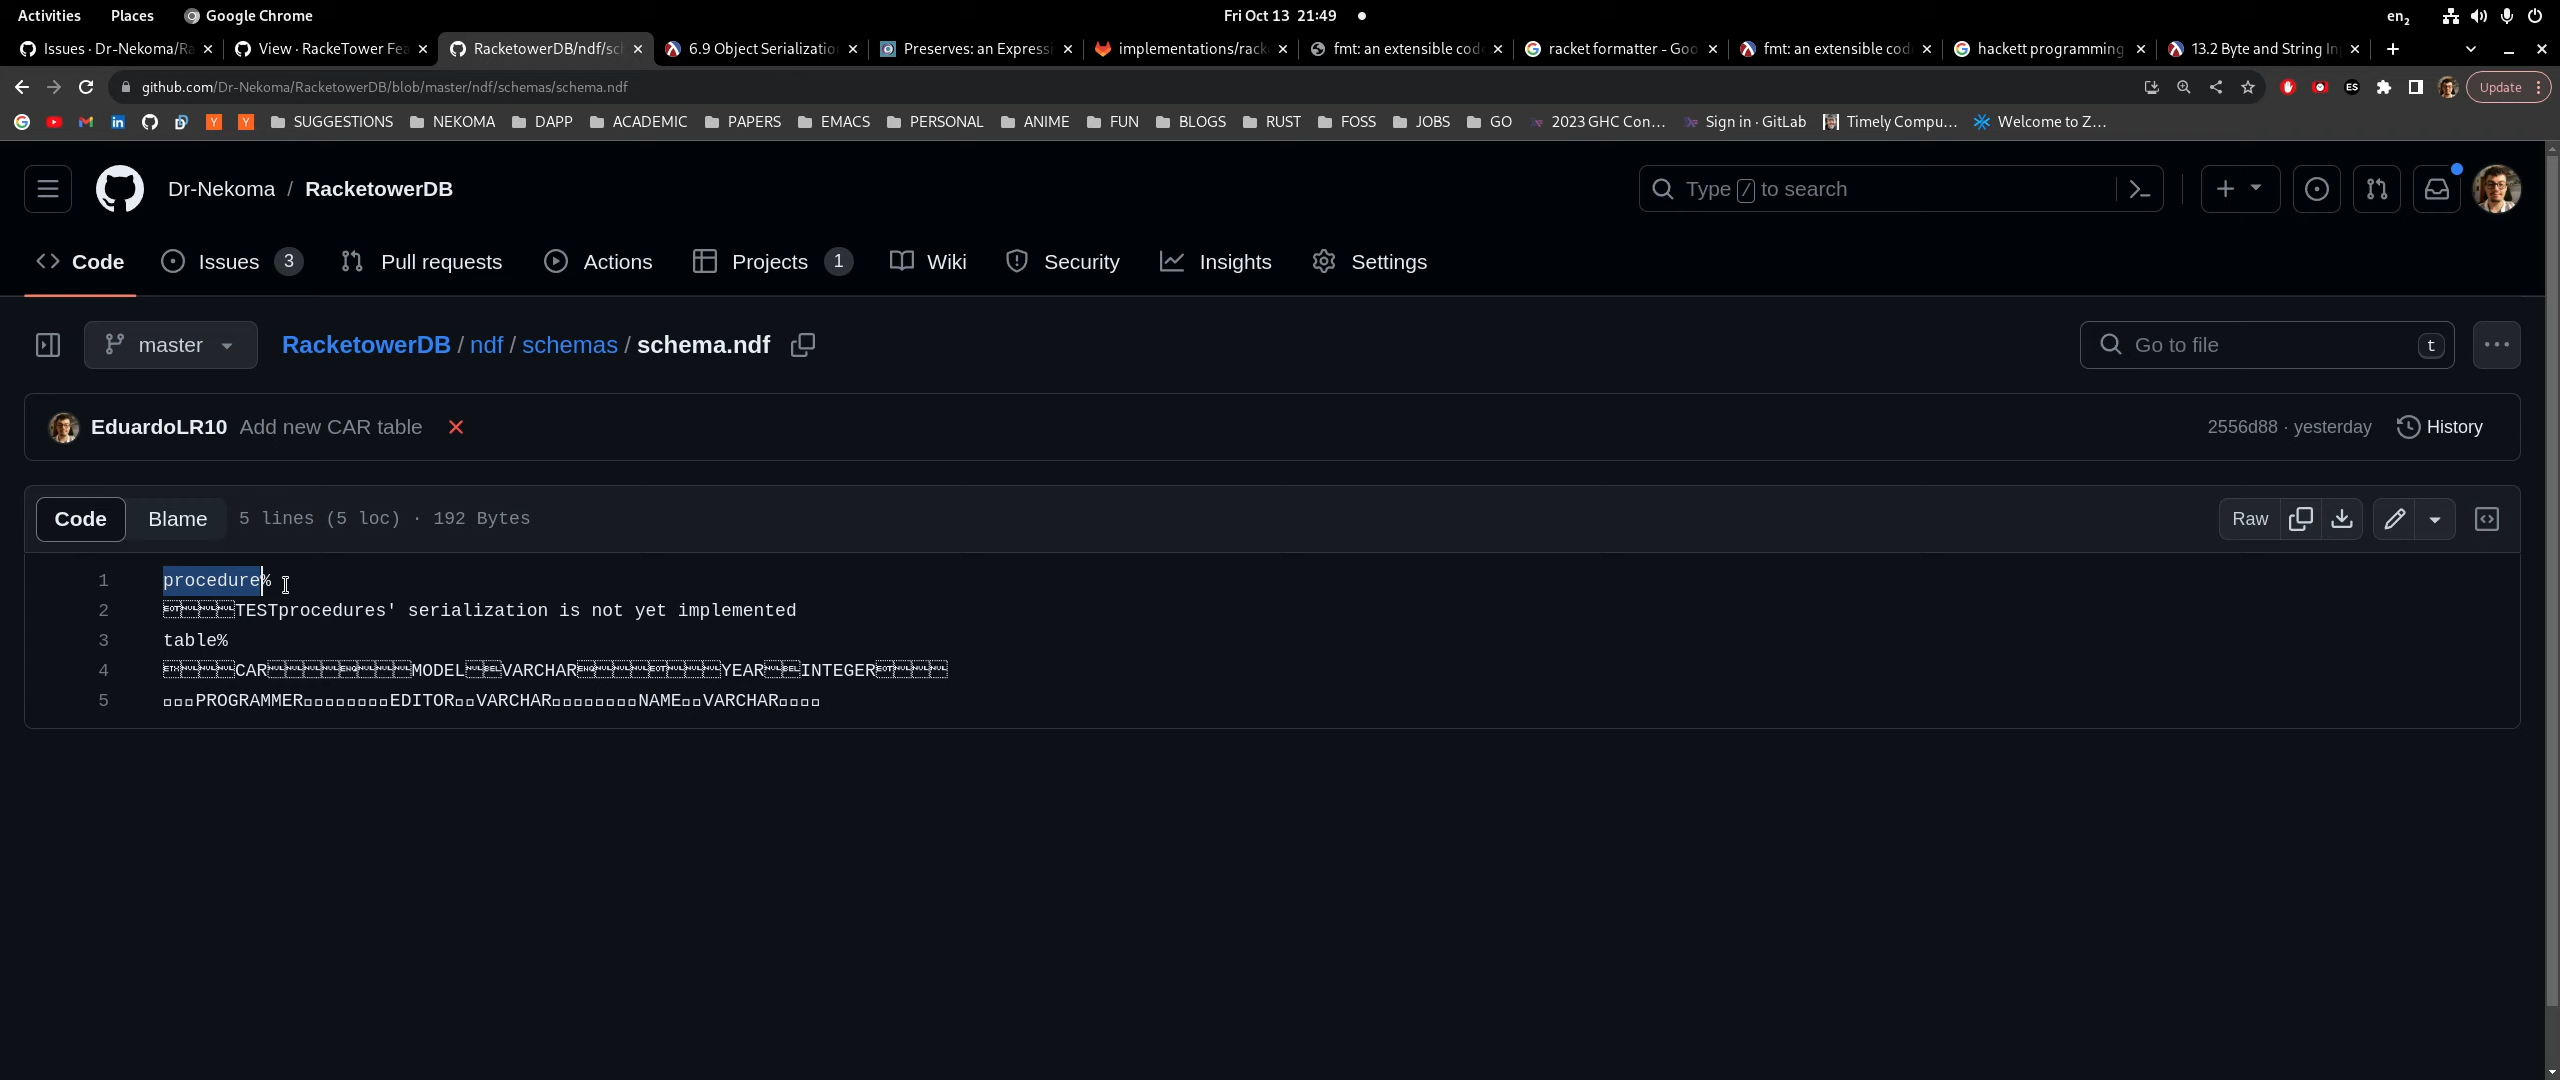 Activities Places Google Chrome Fri Oct 13 21:49 en2
Issues · Dr-Nekoma/Ra View · RackeTower Fea RacketowerDB/ndf/sch 6.9 Object Serializatio Preserves: an Expressi implementations/rack fmt: an extensible cod racket formatter - Goo fmt: an extensible cod hackett programming 13.2 Byte and String In
github.com/Dr-Nekoma/RacketowerDB/blob/master/ndf/schemas/schema.ndf Update
SUGGESTIONS NEKOMA DAPP ACADEMIC PAPERS EMACS PERSONAL ANIME FUN BLOGS RUST FOSS JOBS GO 2023 GHC Con... Sign in · GitLab Timely Compu... Welcome to Z...
Dr-Nekoma / RacketowerDB Type / to search
Code Issues 3 Pull requests Actions Projects 1 Wiki Security Insights Settings
master RacketowerDB / ndf / schemas / schema.ndf Go to file t
EduardoLR10 Add new CAR table 2556d88 · yesterday History
Code Blame 5 lines (5 loc) · 192 Bytes Raw
1 procedure%
2 TESTprocedures' serialization is not yet implemented
3 table%
4 CAR MODEL VARCHAR YEAR INTEGER
5 PROGRAMMER EDITOR VARCHAR NAME VARCHAR